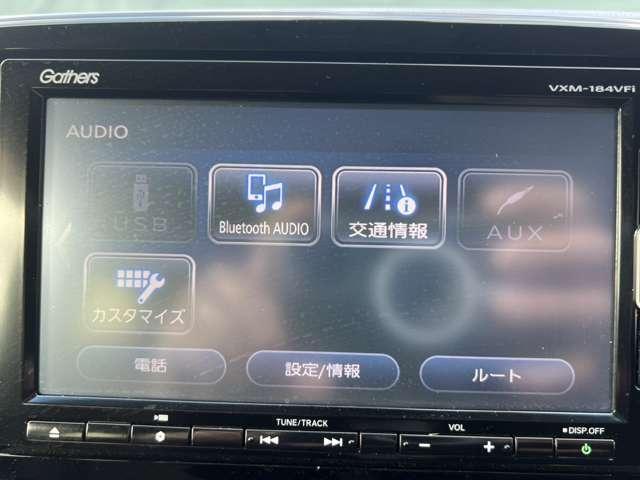 Gathers
VXM-184VFi
AUDIO
USB
Bluetooth AUDIO
交通情報
AUX
カスタマイズ
電話
設定/情報
ルート
TUNE/TRACK
VOL
DISP.OFF